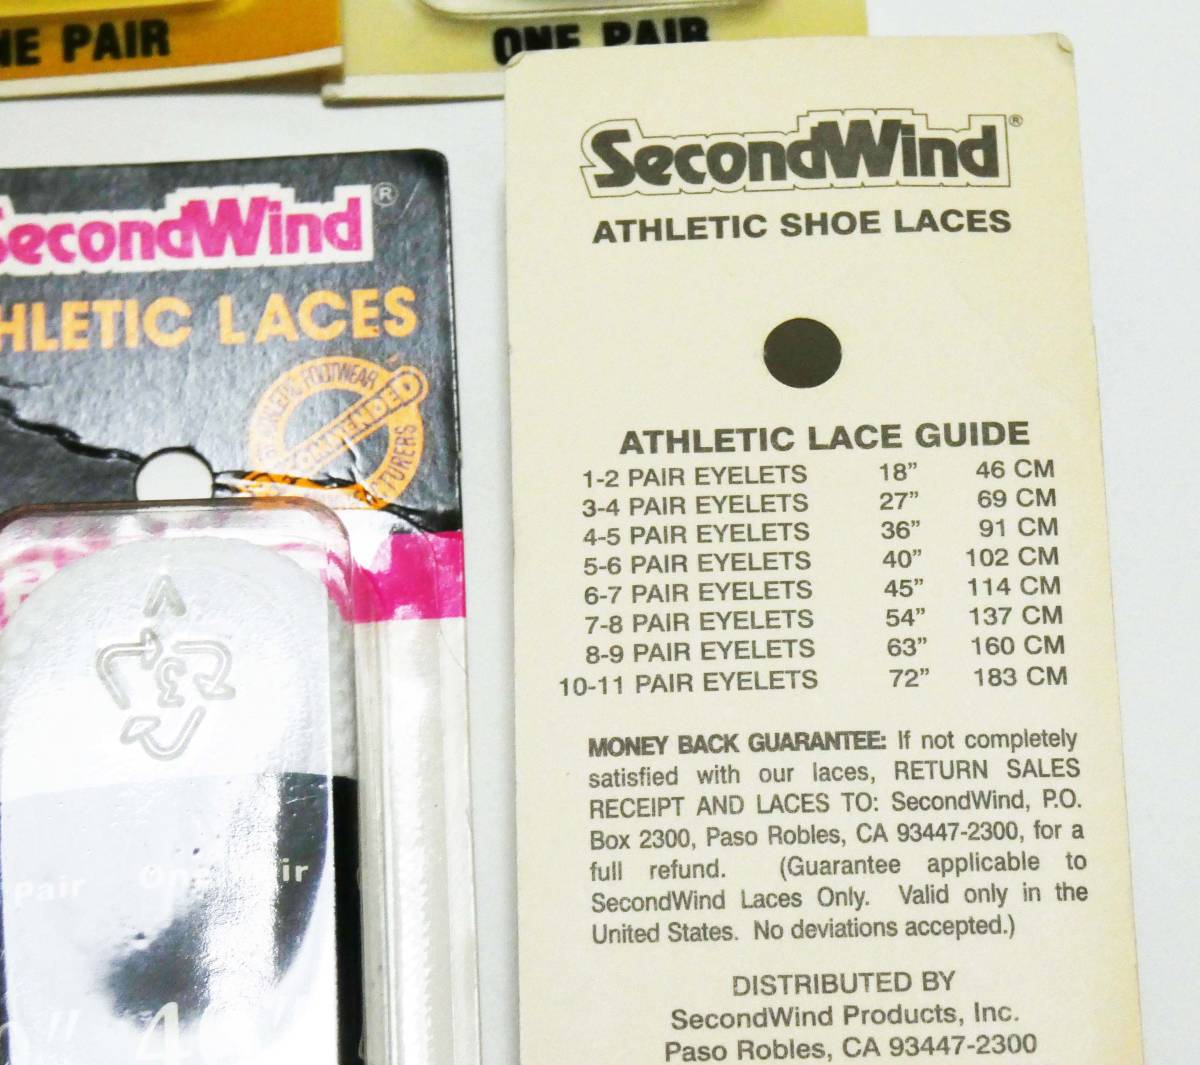 NE PAIR
ONE PAIR
SecondWind®
HLETIC LACES
FOOTWEAR
SecondWind®
ATHLETIC SHOE LACES
ATHLETIC LACE GUIDE
1-2 PAIR EYELETS 18” 46 CM
3-4 PAIR EYELETS 27” 69 CM
4-5 PAIR EYELETS 36” 91 CM
5-6 PAIR EYELETS 40” 102 CM
6-7 PAIR EYELETS 45” 114 CM
7-8 PAIR EYELETS 54” 137 CM
8-9 PAIR EYELETS 63” 160 CM
10-11 PAIR EYELETS 72” 183 CM
MONEY BACK GUARANTEE: If not completely
satisfied with our laces, RETURN SALES
RECEIPT AND LACES TO: SecondWind, P.O.
Box 2300, Paso Robles, CA 93447-2300, for a
full refund. (Guarantee applicable to
SecondWind Laces Only. Valid only in the
United States. No deviations accepted.)
DISTRIBUTED BY
SecondWind Products, Inc.
Paso Robles, CA 93447-2300
V
3
Pair One